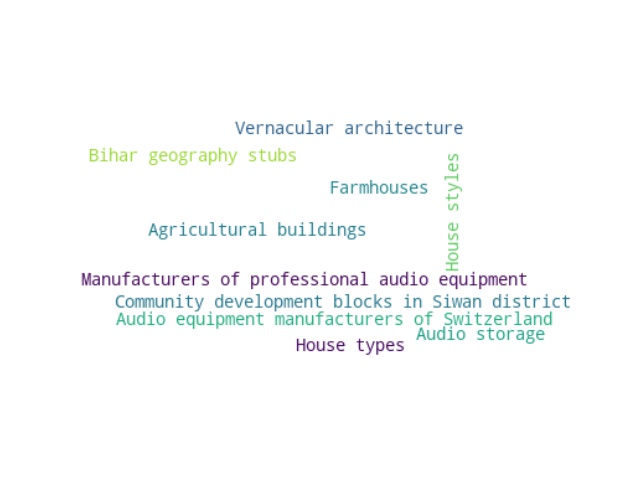 Vernacular architecture
Bihar geography stubs
House styles
Farmhouses
Agricultural buildings
Manufacturers of professional audio equipment
Community development blocks in Siwan district
Audio equipment manufacturers of Switzerland
Audio storage
House types